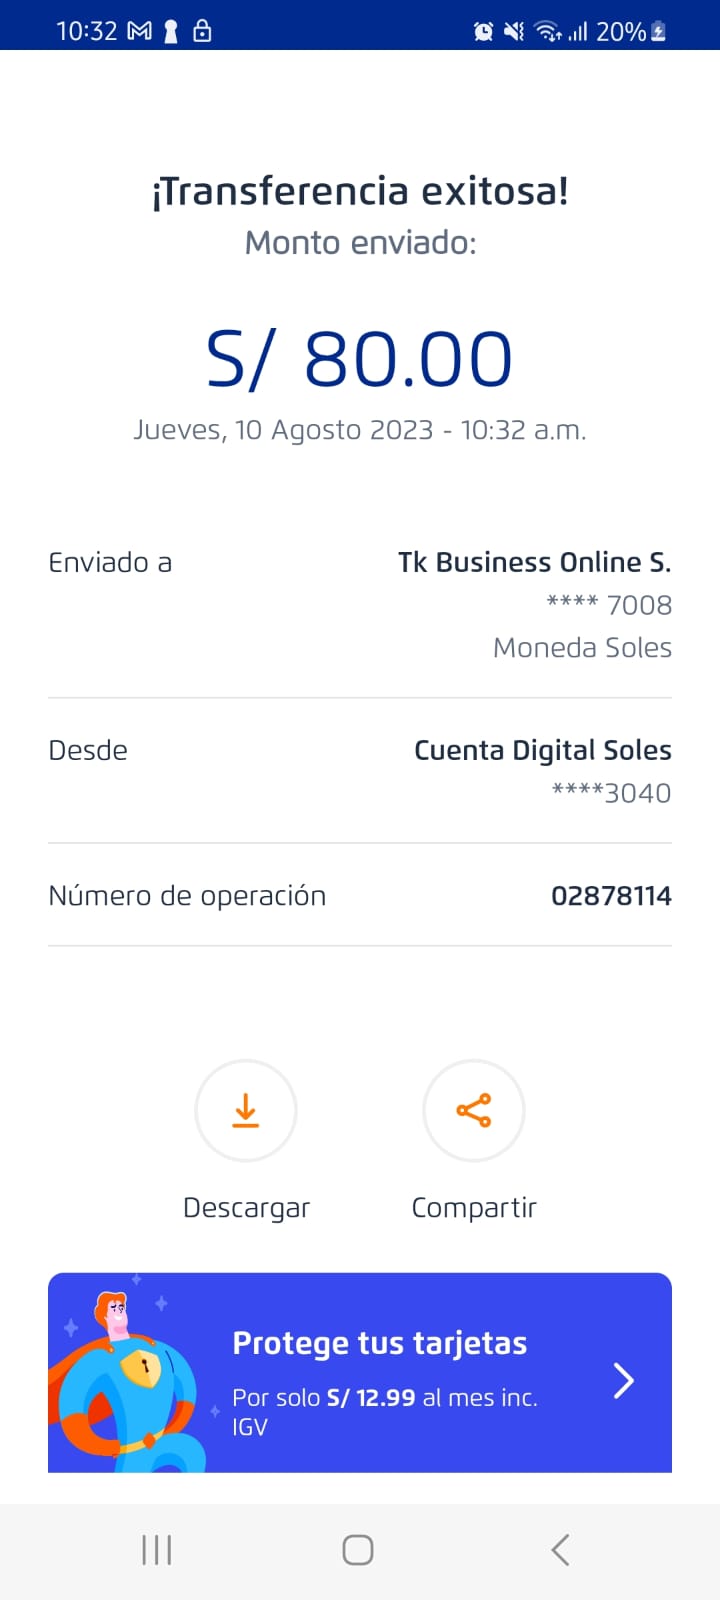 10:32
20%
¡Transferencia exitosa!
Monto enviado:
S/ 80.00
Jueves, 10 Agosto 2023 - 10:32 a.m.
Enviado a
Tk Business Online S.
**** 7008
Moneda Soles
Desde
Cuenta Digital Soles
****3040
Número de operación
02878114
Descargar
Compartir
Protege tus tarjetas
Por solo S/ 12.99 al mes inc.
IGV